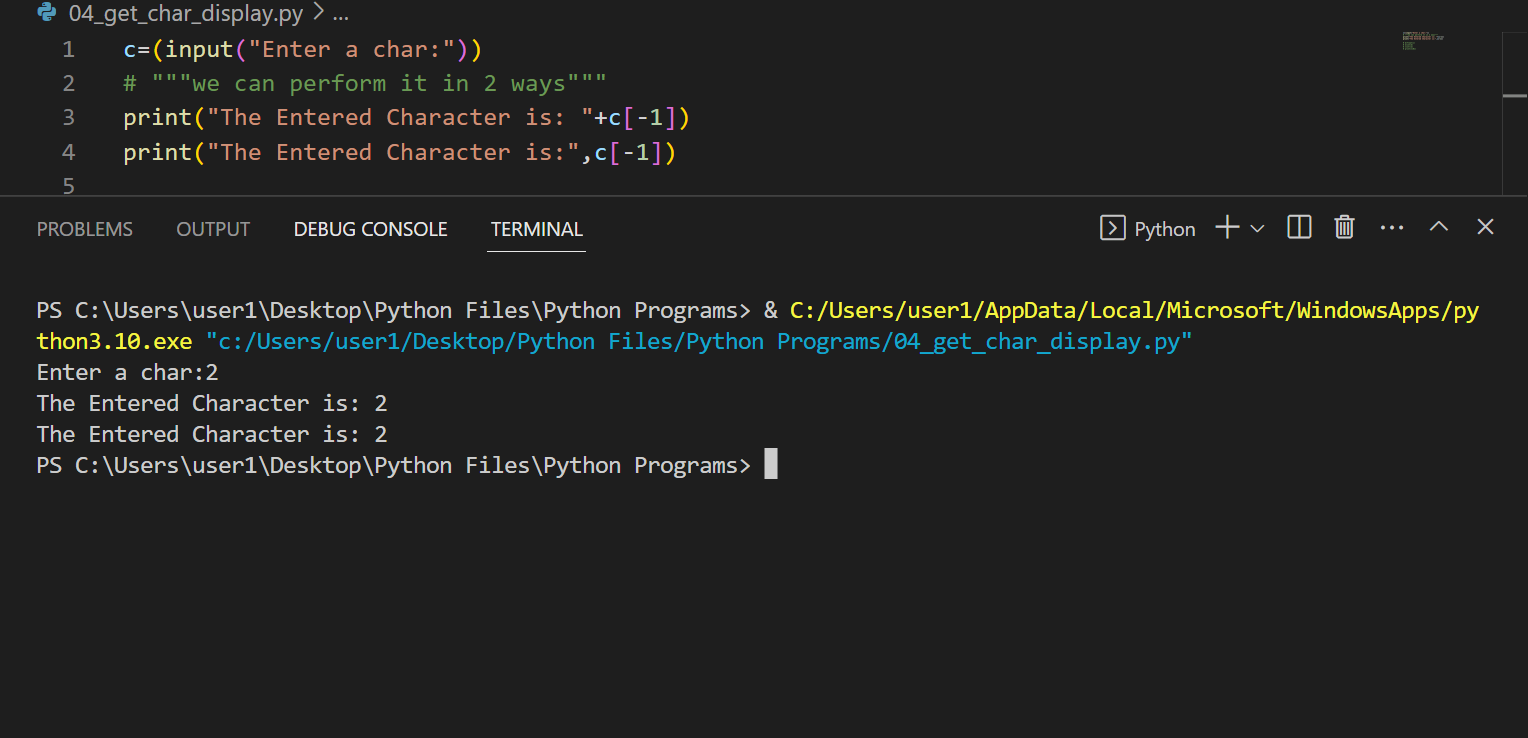 04_get_char_display.py > ...
1 c=(input("Enter a char:"))
2 # """we can perform it in 2 ways"""
3 print("The Entered Character is: "+c[-1])
4 print("The Entered Character is:",c[-1])
5
PROBLEMS OUTPUT DEBUG CONSOLE TERMINAL Python
PS C:\Users\user1\Desktop\Python Files\Python Programs> & C:/Users/user1/AppData/Local/Microsoft/WindowsApps/py
thon3.10.exe "c:/Users/user1/Desktop/Python Files/Python Programs/04_get_char_display.py"
Enter a char:2
The Entered Character is: 2
The Entered Character is: 2
PS C:\Users\user1\Desktop\Python Files\Python Programs>